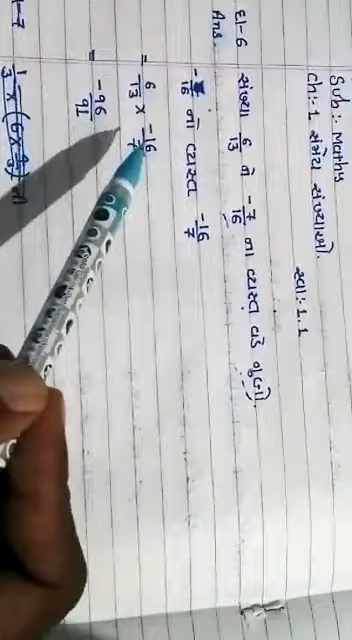 Sub: Maths
Ch:-1 સંમેય સંખ્યાઓ. સ્વા:-1.1
દા-6 સંખ્યા 6/13 ને -7/16 ના વ્યસ્ત વડે ગુણો.
Ans. -7/16 નો વ્યસ્ત -16/7
= 6/13 × -16/7
= -96/91